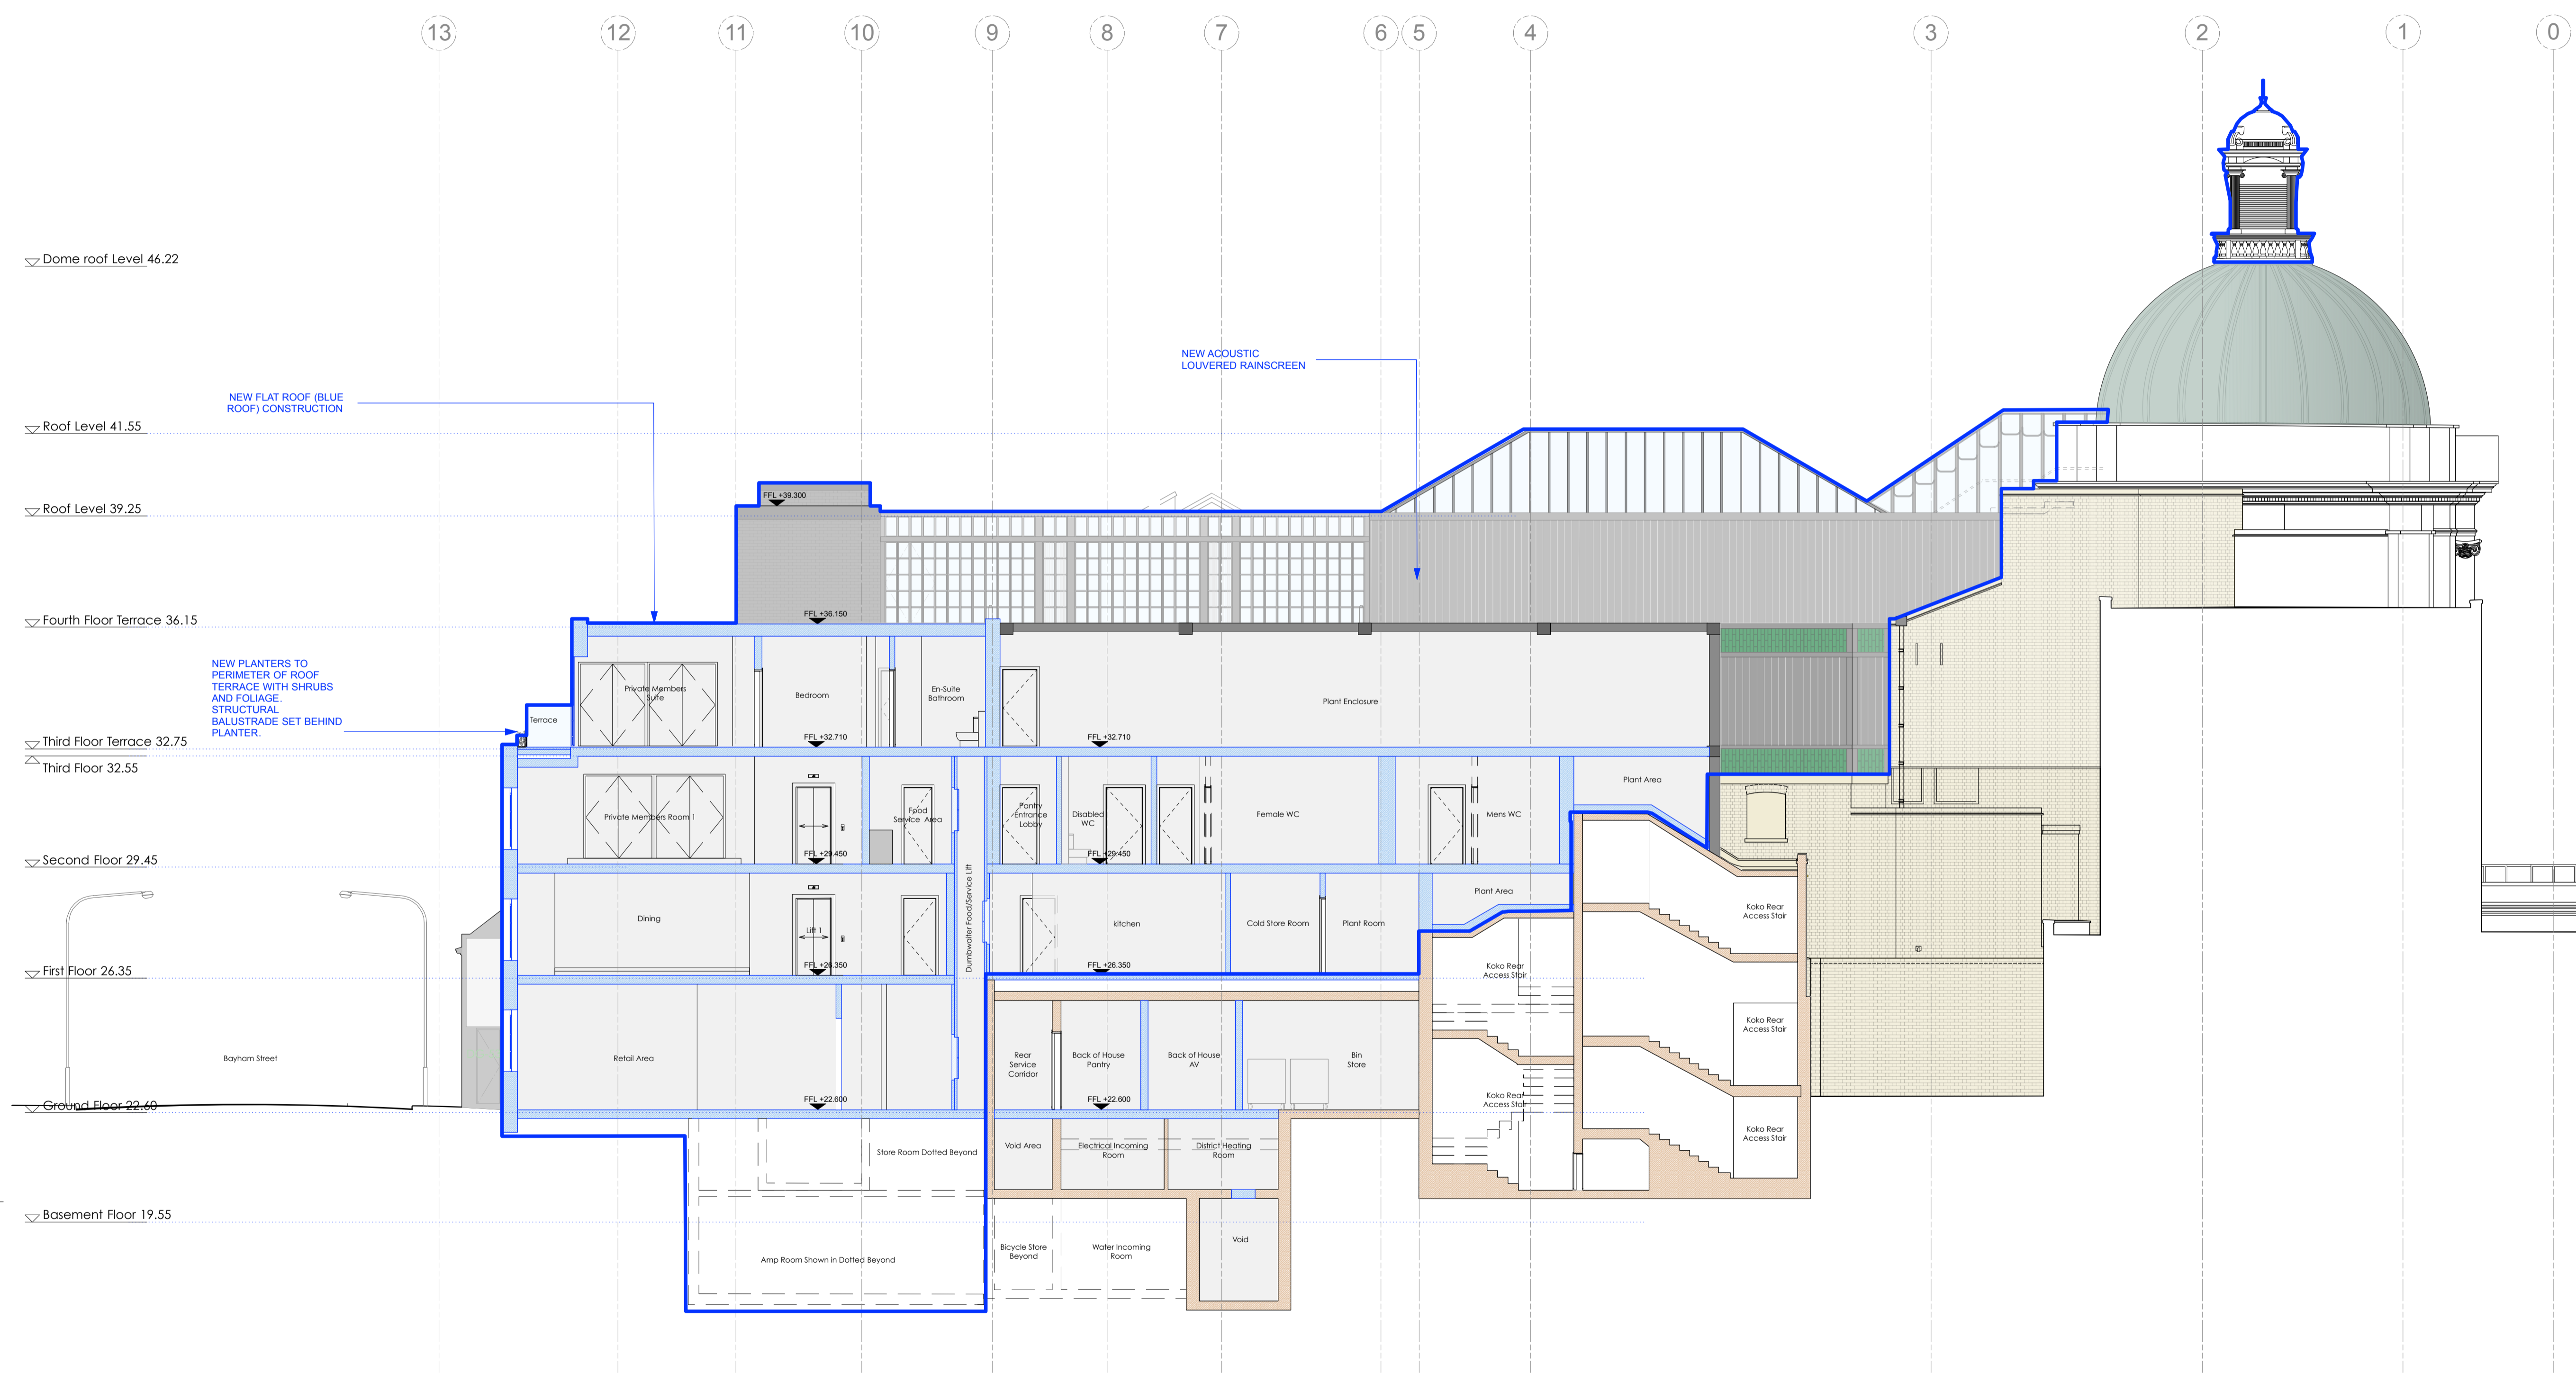 13
12
11
10
9
8
7
6
5
4
3
2
1
0
Dome roof Level 46.22
NEW ACOUSTIC
LOUVERED RAINSCREEN
NEW FLAT ROOF (BLUE
ROOF) CONSTRUCTION
Roof Level 41.55
FFL +39.300
Roof Level 39.25
FFL +36.150
Fourth Floor Terrace 36.15
NEW PLANTERS TO
PERIMETER OF ROOF
TERRACE WITH SHRUBS
AND FOLIAGE.
STRUCTURAL
BALUSTRADE SET BEHIND
PLANTER.
Private Members
Suite
Bedroom
En-Suite
Bathroom
Plant Enclosure
Terrace
FFL +32.710
FFL +32.710
Third Floor Terrace 32.75
Third Floor 32.55
Plant Area
Private Members Room 1
Food
Service Area
Pantry
Entrance
Lobby
Disabled
WC
Female WC
Mens WC
FFL +29.450
FFL +29.450
Second Floor 29.45
Plant Area
Dining
Lift 1
Dumbwaiter Food/Service Lift
kitchen
Cold Store Room
Plant Room
Koko Rear
Access Stair
FFL +26.350
FFL +26.350
First Floor 26.35
Koko Rear
Access Stair
Koko Rear
Access Stair
Bayham Street
Retail Area
Rear
Service
Corridor
Back of House
Pantry
Back of House
AV
Bin
Store
FFL +22.600
FFL +22.600
Koko Rear
Access Stair
Ground Floor 22.60
Koko Rear
Access Stair
Store Room Dotted Beyond
Void Area
Electrical Incoming
Room
District Heating
Room
Basement Floor 19.55
Amp Room Shown in Dotted Beyond
Bicycle Store
Beyond
Water Incoming
Room
Void